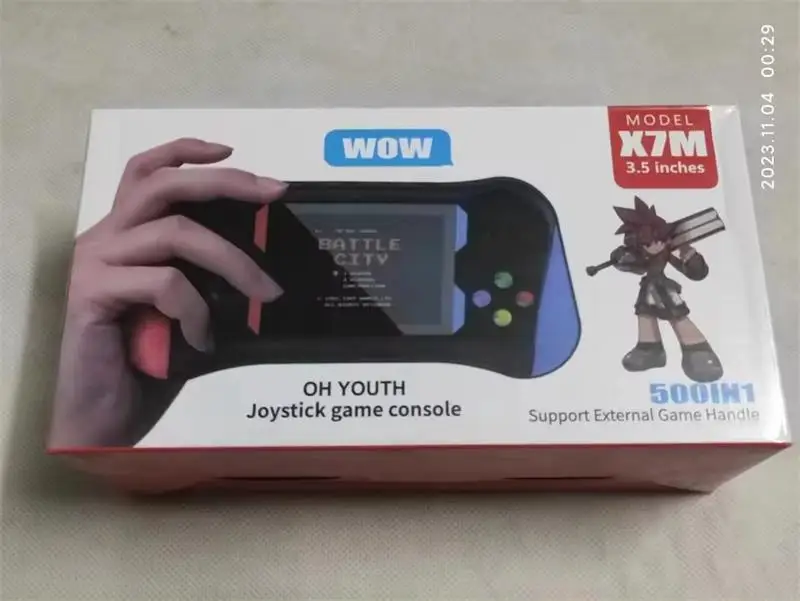 2023.11.04 00:29
WOW
MODEL
X7M
3.5 inches
BATTLE
CITY
OH YOUTH
Joystick game console
500IN1
Support External Game Handle